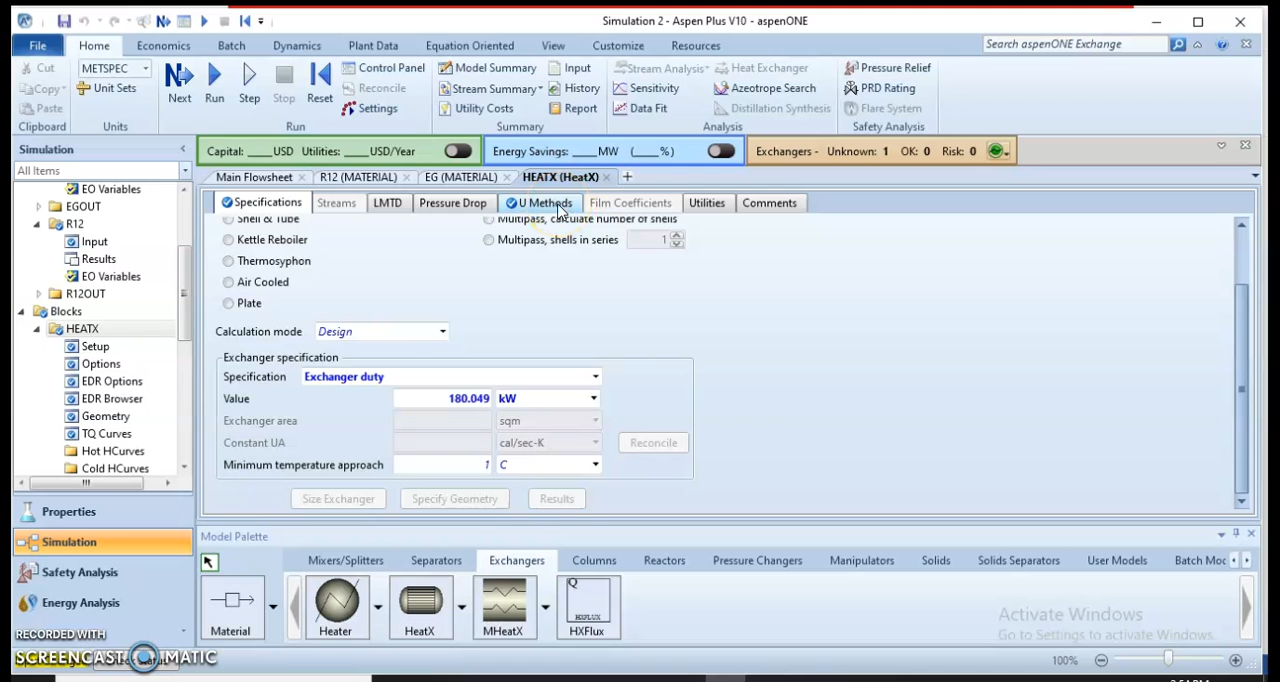 Simulation 2 - Aspen Plus V10 - aspenONE
File Home Economics Batch Dynamics Plant Data Equation Oriented View Customize Resources Search aspenONE Exchange
Cut METSPEC Control Panel Model Summary Input Stream Analysis Heat Exchanger Pressure Relief
Copy Unit Sets Next Run Step Stop Reset Reconcile Stream Summary History Sensitivity Azeotrope Search PRD Rating
Paste Settings Utility Costs Report Data Fit Distillation Synthesis Flare System
Clipboard Units Run Summary Analysis Safety Analysis
Simulation
Capital: ____USD Utilities: ____USD/Year Energy Savings: ____MW (____%) Exchangers - Unknown: 1 OK: 0 Risk: 0
All Items
Main Flowsheet R12 (MATERIAL) EG (MATERIAL) HEATX (HeatX) +
EO Variables
EGOUT
R12
Input
Results
EO Variables
R12OUT
Blocks
HEATX
Setup
Options
EDR Options
EDR Browser
Geometry
TQ Curves
Hot HCurves
Cold HCurves
Properties
Simulation
Safety Analysis
Energy Analysis
Specifications Streams LMTD Pressure Drop U Methods Film Coefficients Utilities Comments
Shell & Tube Multipass, calculate number of shells
Kettle Reboiler Multipass, shells in series 1
Thermosyphon
Air Cooled
Plate
Calculation mode Design
Exchanger specification
Specification Exchanger duty
Value 180.049 kW
Exchanger area sqm
Constant UA cal/sec-K Reconcile
Minimum temperature approach 1 C
Size Exchanger Specify Geometry Results
Model Palette
Mixers/Splitters Separators Exchangers Columns Reactors Pressure Changers Manipulators Solids Solids Separators User Models Batch Moc
Q
HXFLUX
Material Heater HeatX MHeatX HXFlux
Activate Windows
Go to Settings to activate Windows.
RECORDED WITH
SCREENCAST MATIC
100%